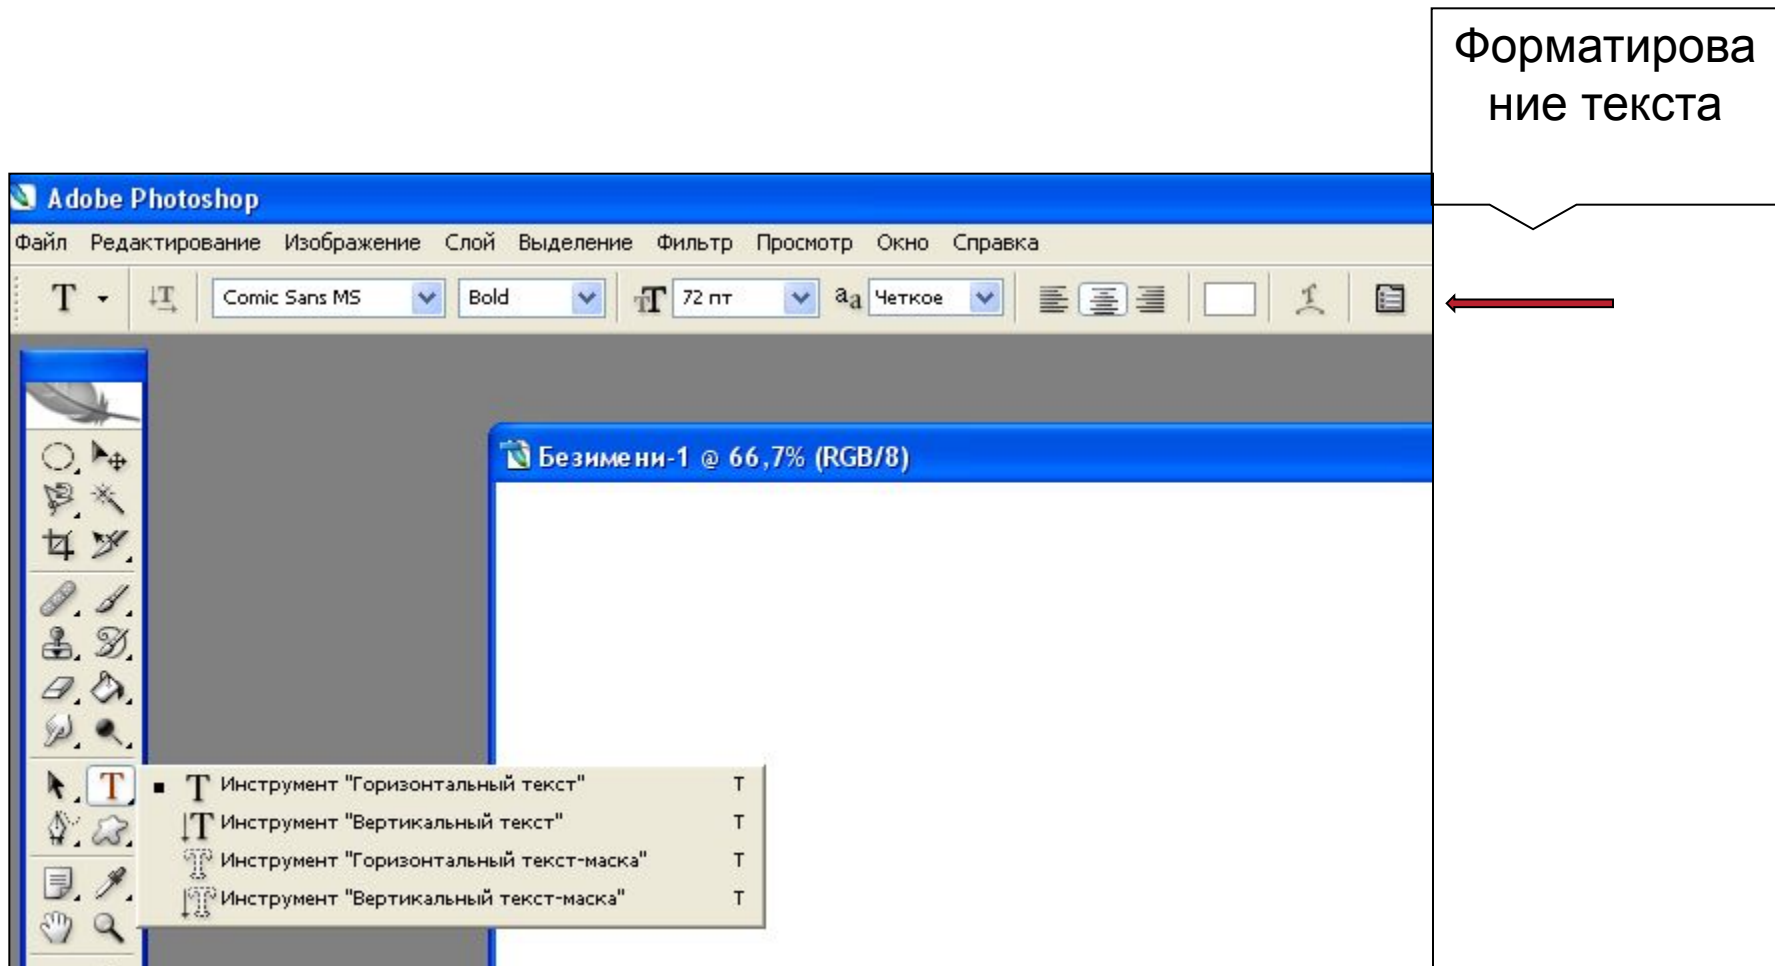 Форматирова
ние текста
Adobe Photoshop
Файл Редактирование Изображение Слой Выделение Фильтр Просмотр Окно Справка
T T Comic Sans MS Bold TT 72 пт aa Четкое T
Безимени-1 @ 66,7% (RGB/8)
T T Инструмент "Горизонтальный текст" T
T Инструмент "Вертикальный текст" T
T Инструмент "Горизонтальный текст-маска" T
T Инструмент "Вертикальный текст-маска" T